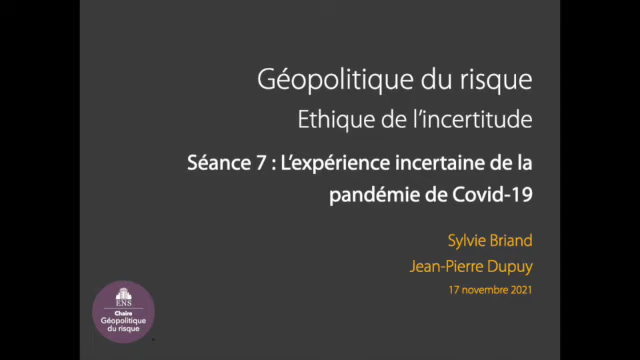 Géopolitique du risque
Ethique de l'incertitude
Séance 7 : L'expérience incertaine de la
pandémie de Covid-19
Sylvie Briand
Jean-Pierre Dupuy
17 novembre 2021
ENS
Chaire
Géopolitique
du risque